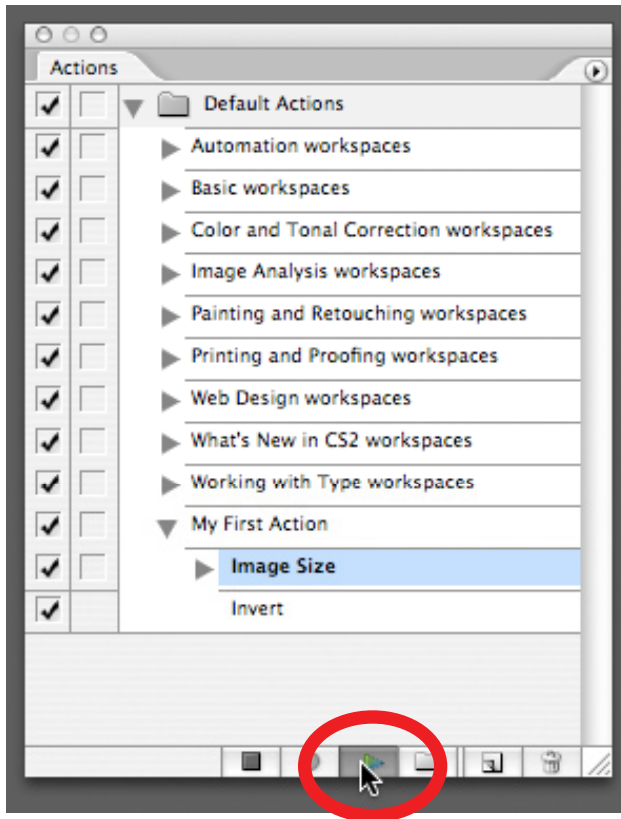 Actions
Default Actions
Automation workspaces
Basic workspaces
Color and Tonal Correction workspaces
Image Analysis workspaces
Painting and Retouching workspaces
Printing and Proofing workspaces
Web Design workspaces
What's New in CS2 workspaces
Working with Type workspaces
My First Action
Image Size
Invert